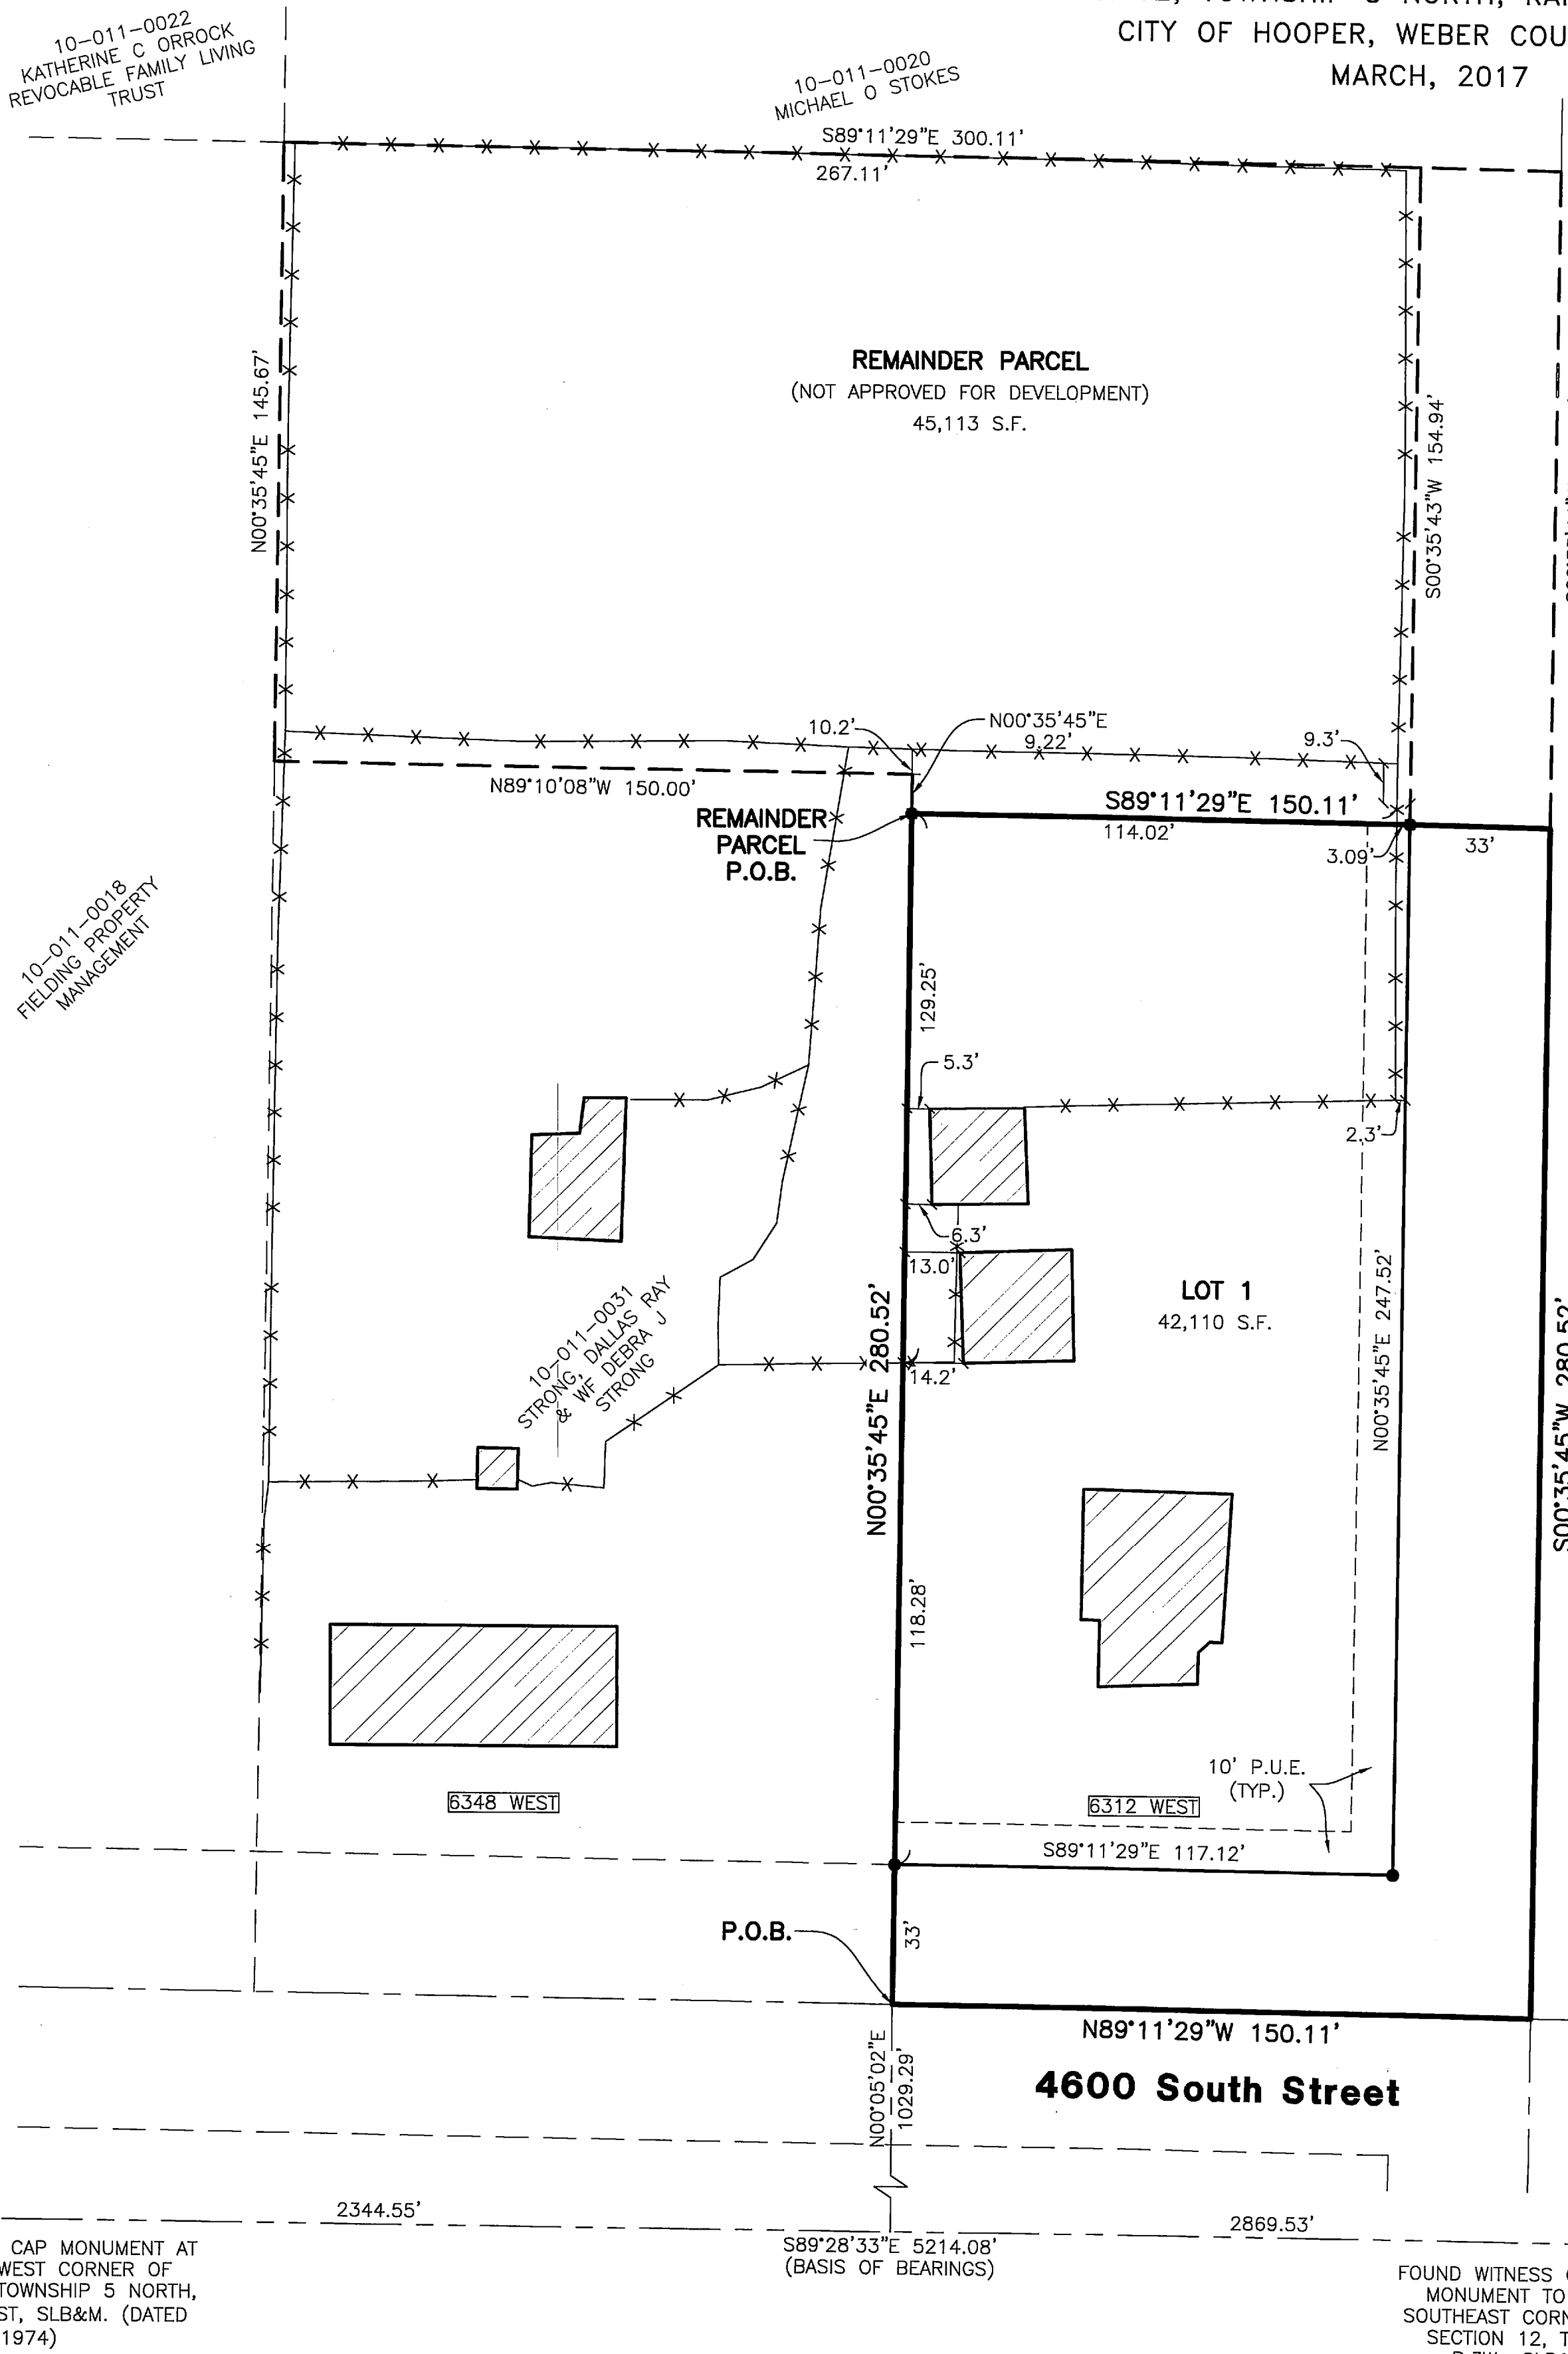 TOWNSHIP 5 NORTH,
CITY OF HOOPER, WEBER COU
MARCH, 2017
10-011-0022
KATHERINE C ORROCK
REVOCABLE FAMILY LIVING
TRUST
10-011-0020
MICHAEL O STOKES
S89°11'29"E 300.11'
267.11'
N00°35'45"E 145.67'
REMAINDER PARCEL
(NOT APPROVED FOR DEVELOPMENT)
45,113 S.F.
S00°35'43"W 154.94'
10.2'
N00°35'45"E
9.22'
9.3'
N89°10'08"W 150.00'
S89°11'29"E 150.11'
REMAINDER
PARCEL
P.O.B.
114.02'
3.09'
33'
10-011-0018
FIELDING PROPERTY
MANAGEMENT
129.25'
5.3'
2.3'
6.3'
13.0'
LOT 1
42,110 S.F.
N00°35'45"E 280.52'
N00°35'45"E 247.52'
S00°35'45"W 280.52'
14.2'
10-011-0031
STRONG, DALLAS RAY
& WF DEBRA J
STRONG
118.28'
10' P.U.E.
(TYP.)
6348 WEST
6312 WEST
S89°11'29"E 117.12'
P.O.B.
33'
N89°11'29"W 150.11'
N00°05'02"E
1029.29'
4600 South Street
2344.55'
2869.53'
S89°28'33"E 5214.08'
(BASIS OF BEARINGS)
CAP MONUMENT AT
WEST CORNER OF
TOWNSHIP 5 NORTH,
ST, SLB&M. (DATED
1974)
FOUND WITNESS
MONUMENT TO
SOUTHEAST CORN
SECTION 12, T